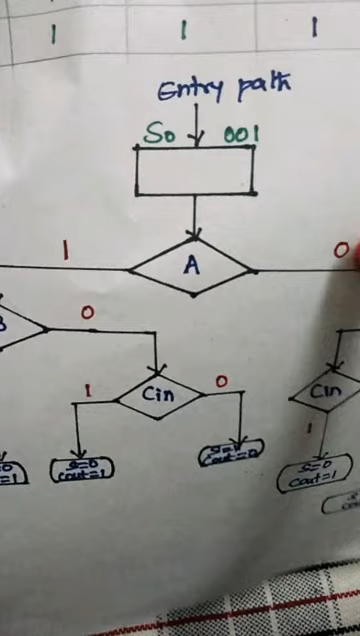 1 1 1
Entry path
S0 001
1 A 0
B 0
1 Cin 0 Cin
1
S=0
Cout=1
Cout=0
S=0
Cout=1
=0
=1